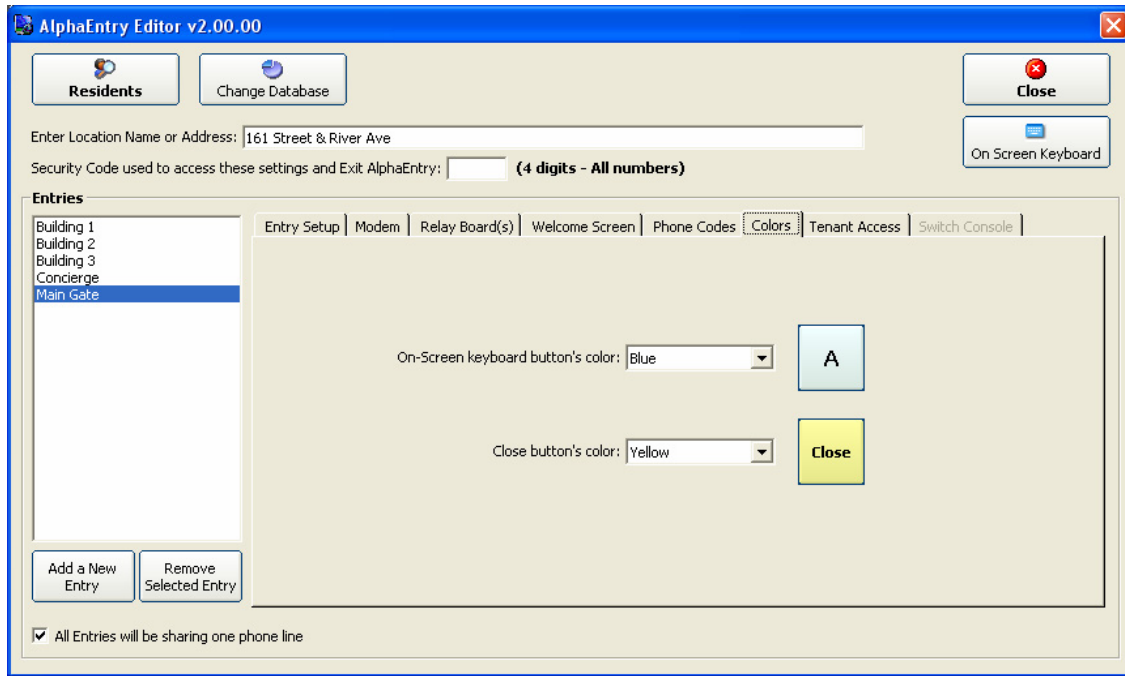 AlphaEntry Editor v2.00.00
Residents
Change Database
Close
Enter Location Name or Address: 161 Street & River Ave
On Screen Keyboard
Security Code used to access these settings and Exit AlphaEntry: (4 digits - All numbers)
Entries
Building 1
Building 2
Building 3
Concierge
Main Gate
Entry Setup Modem Relay Board(s) Welcome Screen Phone Codes Colors Tenant Access Switch Console
On-Screen keyboard button's color: Blue A
Close button's color: Yellow Close
Add a New
Entry
Remove
Selected Entry
All Entries will be sharing one phone line